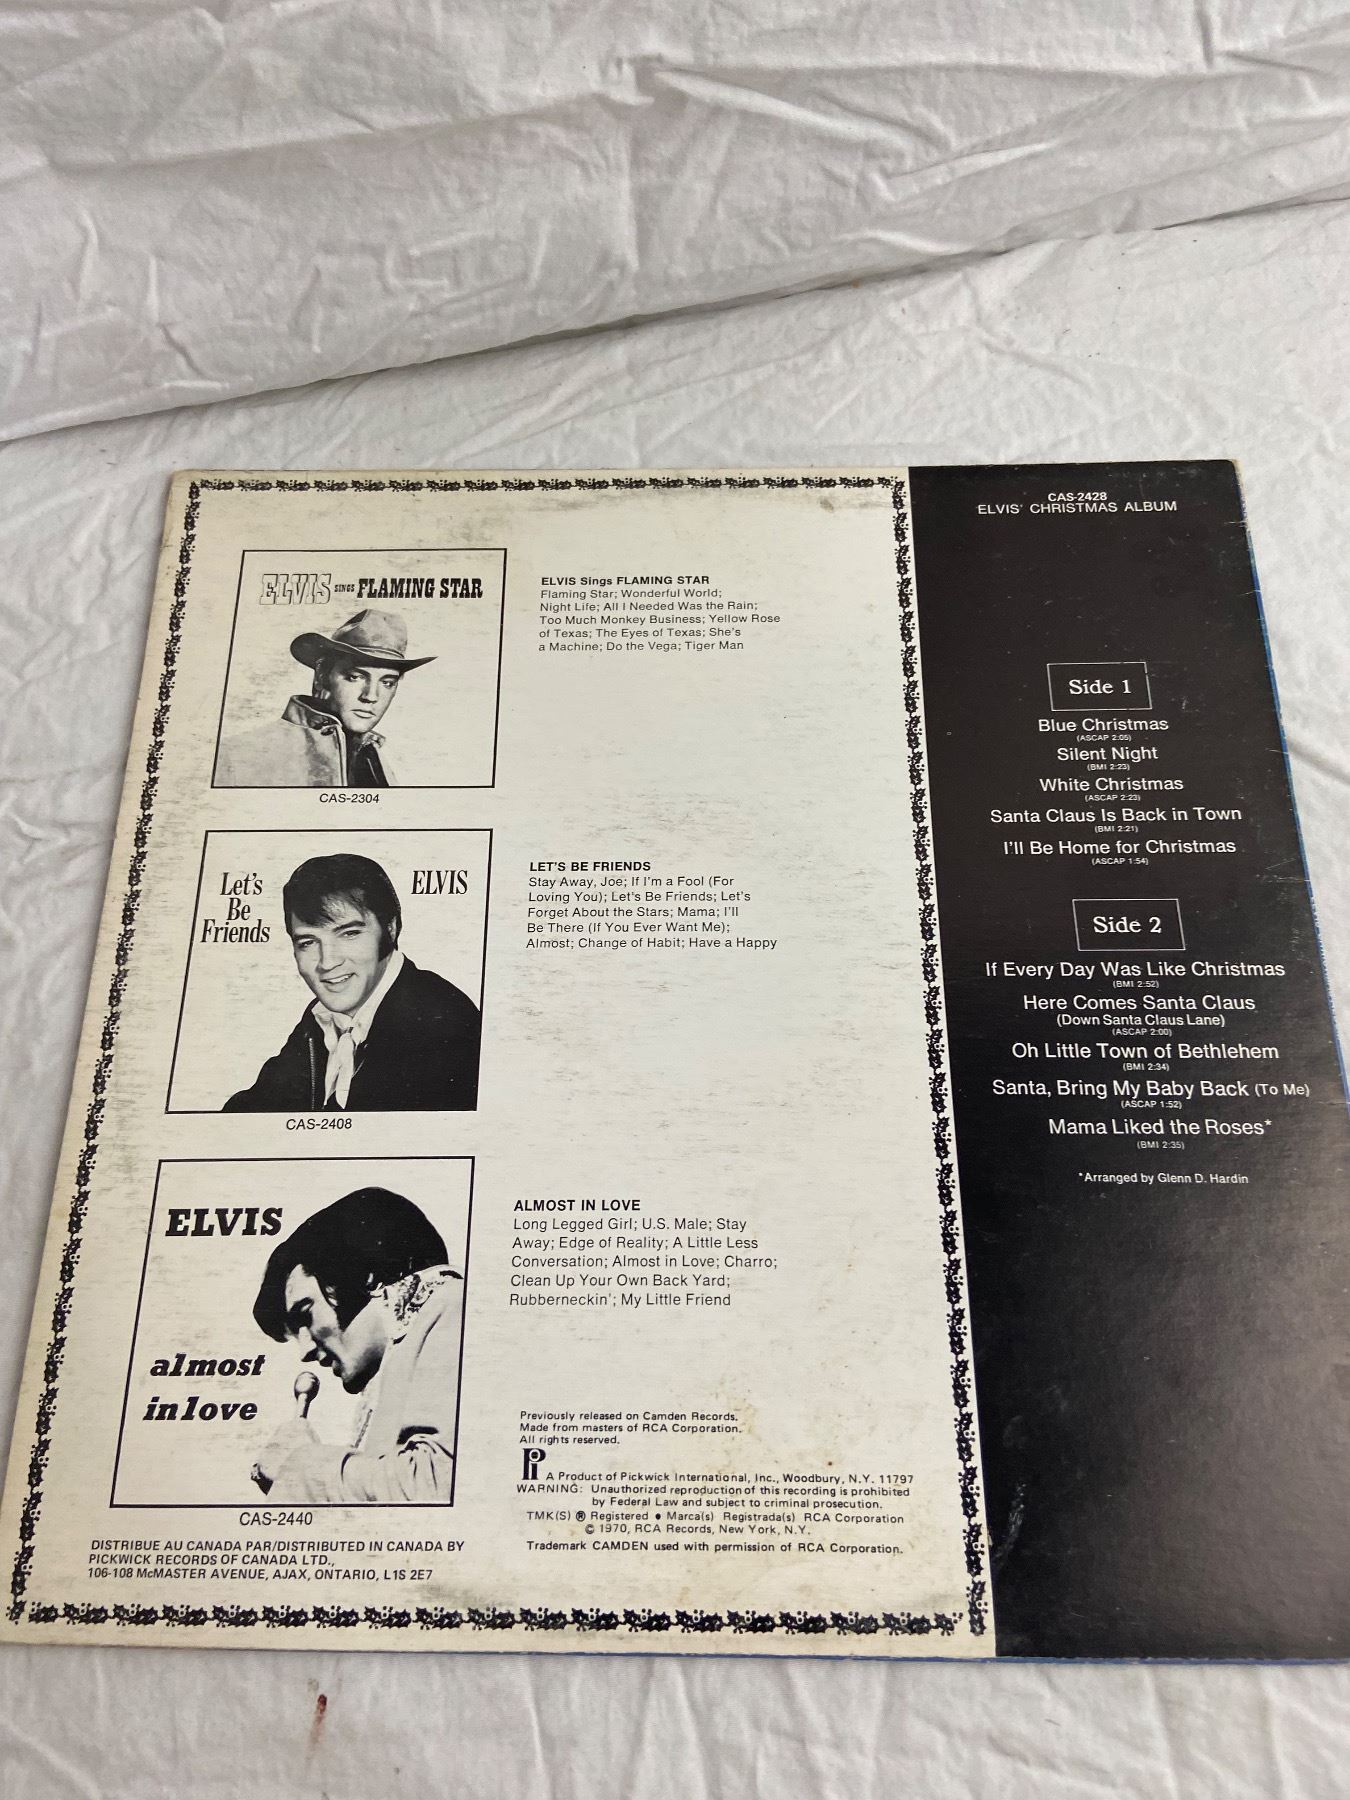 CAS-2428
ELVIS' CHRISTMAS ALBUM
ELVIS SINGS FLAMING STAR
CAS-2304
ELVIS Sings FLAMING STAR
Flaming Star; Wonderful World;
Night Life; All I Needed Was the Rain;
Too Much Monkey Business; Yellow Rose
of Texas; The Eyes of Texas; She's
a Machine; Do the Vega; Tiger Man
Let's
Be
Friends
ELVIS
CAS-2408
LET'S BE FRIENDS
Stay Away, Joe; If I'm a Fool (For
Loving You); Let's Be Friends; Let's
Forget About the Stars; Mama; I'll
Be There (If You Ever Want Me);
Almost; Change of Habit; Have a Happy
ELVIS
almost
in love
CAS-2440
ALMOST IN LOVE
Long Legged Girl; U.S. Male; Stay
Away; Edge of Reality; A Little Less
Conversation; Almost in Love; Charro;
Clean Up Your Own Back Yard;
Rubberneckin'; My Little Friend
Previously released on Camden Records.
Made from masters of RCA Corporation.
All rights reserved.
A Product of Pickwick International, Inc., Woodbury, N.Y. 11797
WARNING: Unauthorized reproduction of this recording is prohibited
by Federal Law and subject to criminal prosecution.
TMK(S) ® Registered • Marca(s) Registrada(s) RCA Corporation
© 1970, RCA Records, New York, N.Y.
Trademark CAMDEN used with permission of RCA Corporation.
DISTRIBUE AU CANADA PAR/DISTRIBUTED IN CANADA BY
PICKWICK RECORDS OF CANADA LTD.,
106-108 McMASTER AVENUE, AJAX, ONTARIO, L1S 2E7
Side 1
Blue Christmas
(ASCAP 2:05)
Silent Night
(BMI 2:23)
White Christmas
(ASCAP 2:23)
Santa Claus Is Back in Town
(BMI 2:21)
I'll Be Home for Christmas
(ASCAP 1:54)
Side 2
If Every Day Was Like Christmas
(BMI 2:52)
Here Comes Santa Claus
(Down Santa Claus Lane)
(ASCAP 2:00)
Oh Little Town of Bethlehem
(BMI 2:34)
Santa, Bring My Baby Back (To Me)
(ASCAP 1:52)
Mama Liked the Roses*
(BMI 2:35)
*Arranged by Glenn D. Hardin